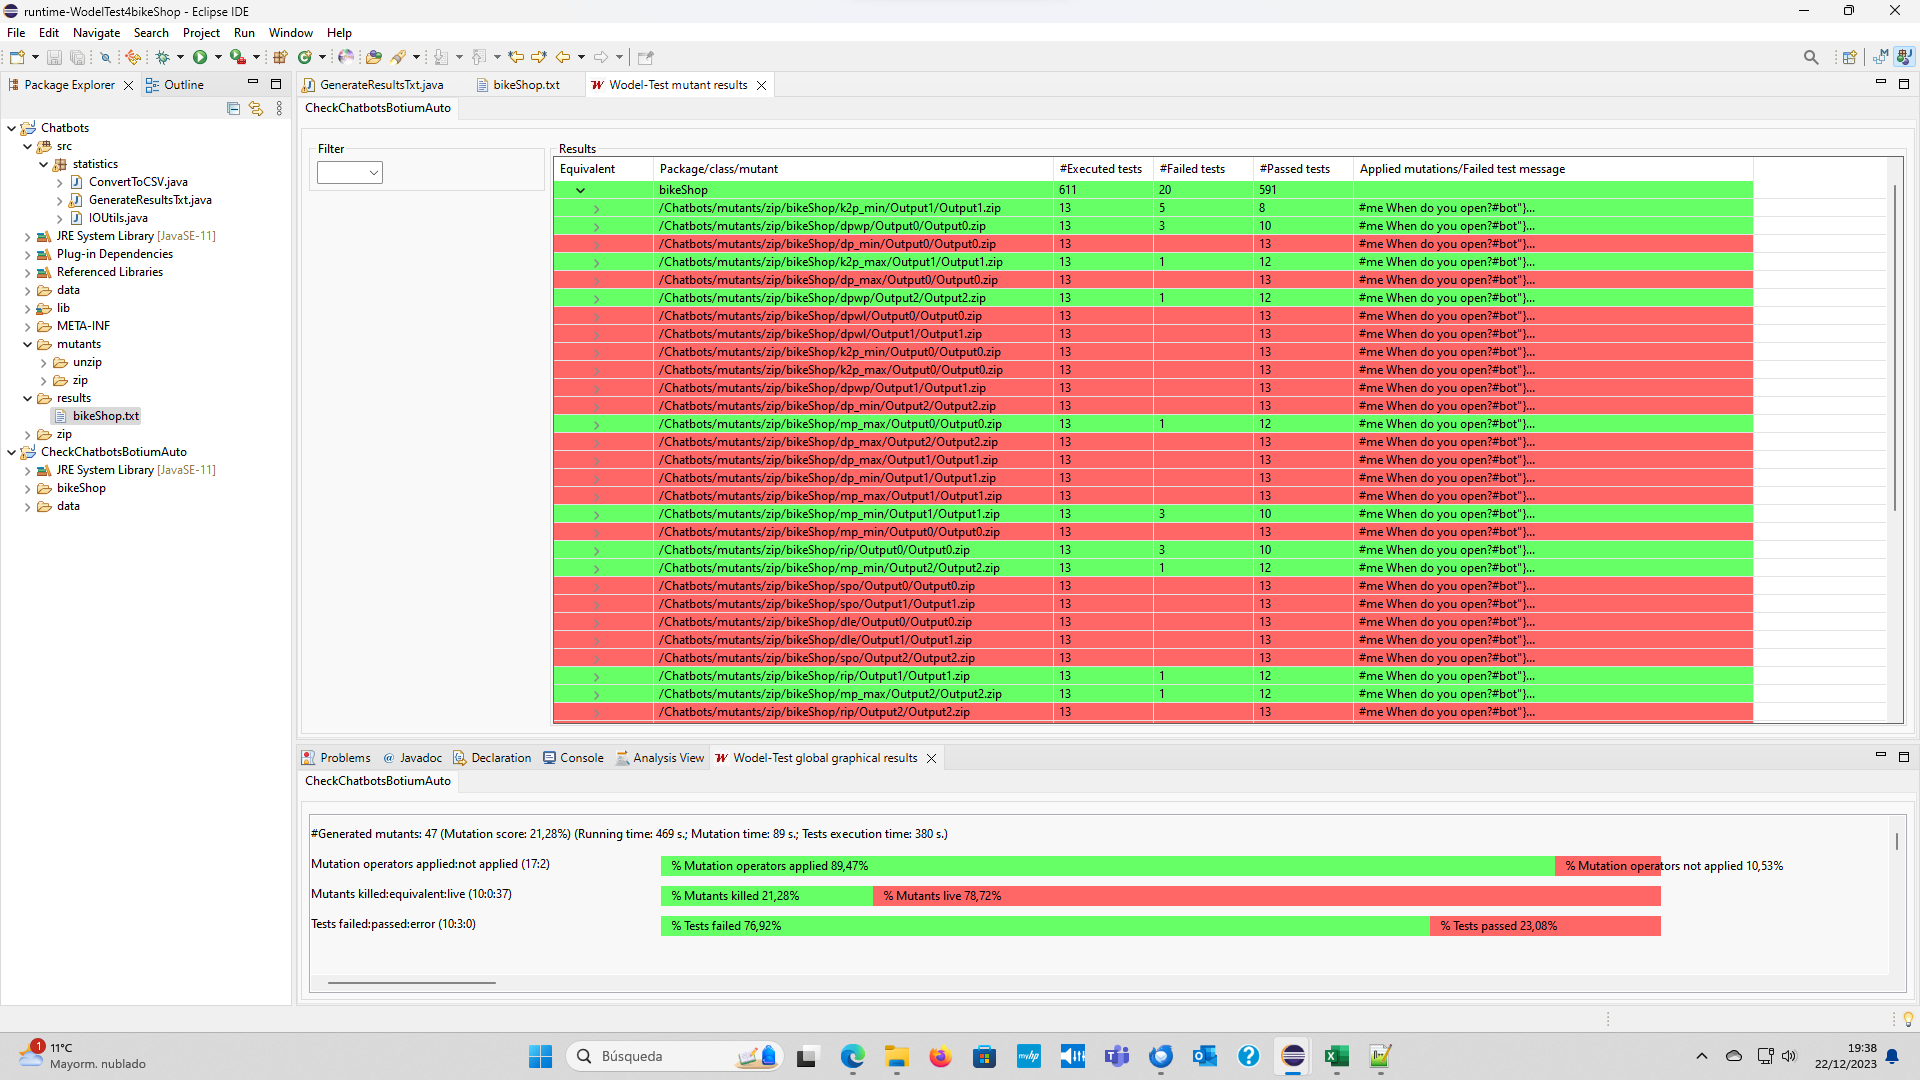 runtime-WodelTest4bikeShop - Eclipse IDE
File Edit Navigate Search Project Run Window Help
Package Explorer Outline
Chatbots
src
statistics
ConvertToCSV.java
GenerateResultsTxt.java
IOUtils.java
JRE System Library [JavaSE-11]
Plug-in Dependencies
Referenced Libraries
data
lib
META-INF
mutants
unzip
zip
results
bikeShop.txt
zip
CheckChatbotsBotiumAuto
JRE System Library [JavaSE-11]
bikeShop
data
GenerateResultsTxt.java bikeShop.txt Wodel-Test mutant results
CheckChatbotsBotiumAuto
Filter
Results
Equivalent Package/class/mutant #Executed tests #Failed tests #Passed tests Applied mutations/Failed test message
bikeShop 611 20 591
/Chatbots/mutants/zip/bikeShop/k2p_min/Output1/Output1.zip 13 5 8 #me When do you open?#bot"}...
/Chatbots/mutants/zip/bikeShop/dpwp/Output0/Output0.zip 13 3 10 #me When do you open?#bot"}...
/Chatbots/mutants/zip/bikeShop/dp_min/Output0/Output0.zip 13 13 #me When do you open?#bot"}...
/Chatbots/mutants/zip/bikeShop/k2p_max/Output1/Output1.zip 13 1 12 #me When do you open?#bot"}...
/Chatbots/mutants/zip/bikeShop/dp_max/Output0/Output0.zip 13 13 #me When do you open?#bot"}...
/Chatbots/mutants/zip/bikeShop/dpwp/Output2/Output2.zip 13 1 12 #me When do you open?#bot"}...
/Chatbots/mutants/zip/bikeShop/dpwl/Output0/Output0.zip 13 13 #me When do you open?#bot"}...
/Chatbots/mutants/zip/bikeShop/dpwl/Output1/Output1.zip 13 13 #me When do you open?#bot"}...
/Chatbots/mutants/zip/bikeShop/k2p_min/Output0/Output0.zip 13 13 #me When do you open?#bot"}...
/Chatbots/mutants/zip/bikeShop/k2p_max/Output0/Output0.zip 13 13 #me When do you open?#bot"}...
/Chatbots/mutants/zip/bikeShop/dpwp/Output1/Output1.zip 13 13 #me When do you open?#bot"}...
/Chatbots/mutants/zip/bikeShop/dp_min/Output2/Output2.zip 13 13 #me When do you open?#bot"}...
/Chatbots/mutants/zip/bikeShop/mp_max/Output0/Output0.zip 13 1 12 #me When do you open?#bot"}...
/Chatbots/mutants/zip/bikeShop/dp_max/Output2/Output2.zip 13 13 #me When do you open?#bot"}...
/Chatbots/mutants/zip/bikeShop/dp_max/Output1/Output1.zip 13 13 #me When do you open?#bot"}...
/Chatbots/mutants/zip/bikeShop/dp_min/Output1/Output1.zip 13 13 #me When do you open?#bot"}...
/Chatbots/mutants/zip/bikeShop/mp_max/Output1/Output1.zip 13 13 #me When do you open?#bot"}...
/Chatbots/mutants/zip/bikeShop/mp_min/Output1/Output1.zip 13 3 10 #me When do you open?#bot"}...
/Chatbots/mutants/zip/bikeShop/mp_min/Output0/Output0.zip 13 13 #me When do you open?#bot"}...
/Chatbots/mutants/zip/bikeShop/rip/Output0/Output0.zip 13 3 10 #me When do you open?#bot"}...
/Chatbots/mutants/zip/bikeShop/mp_min/Output2/Output2.zip 13 1 12 #me When do you open?#bot"}...
/Chatbots/mutants/zip/bikeShop/spo/Output0/Output0.zip 13 13 #me When do you open?#bot"}...
/Chatbots/mutants/zip/bikeShop/spo/Output1/Output1.zip 13 13 #me When do you open?#bot"}...
/Chatbots/mutants/zip/bikeShop/dle/Output0/Output0.zip 13 13 #me When do you open?#bot"}...
/Chatbots/mutants/zip/bikeShop/dle/Output1/Output1.zip 13 13 #me When do you open?#bot"}...
/Chatbots/mutants/zip/bikeShop/spo/Output2/Output2.zip 13 13 #me When do you open?#bot"}...
/Chatbots/mutants/zip/bikeShop/rip/Output1/Output1.zip 13 1 12 #me When do you open?#bot"}...
/Chatbots/mutants/zip/bikeShop/mp_max/Output2/Output2.zip 13 1 12 #me When do you open?#bot"}...
/Chatbots/mutants/zip/bikeShop/rip/Output2/Output2.zip 13 13 #me When do you open?#bot"}...
Problems @ Javadoc Declaration Console Analysis View Wodel-Test global graphical results
CheckChatbotsBotiumAuto
#Generated mutants: 47 (Mutation score: 21,28%) (Running time: 469 s.; Mutation time: 89 s.; Tests execution time: 380 s.)
Mutation operators applied:not applied (17:2) % Mutation operators applied 89,47% % Mutation operators not applied 10,53%
Mutants killed:equivalent:live (10:0:37) % Mutants killed 21,28% % Mutants live 78,72%
Tests failed:passed:error (10:3:0) % Tests failed 76,92% % Tests passed 23,08%
1
11°C
Mayorm. nublado
Búsqueda
myhp
19:38
22/12/2023